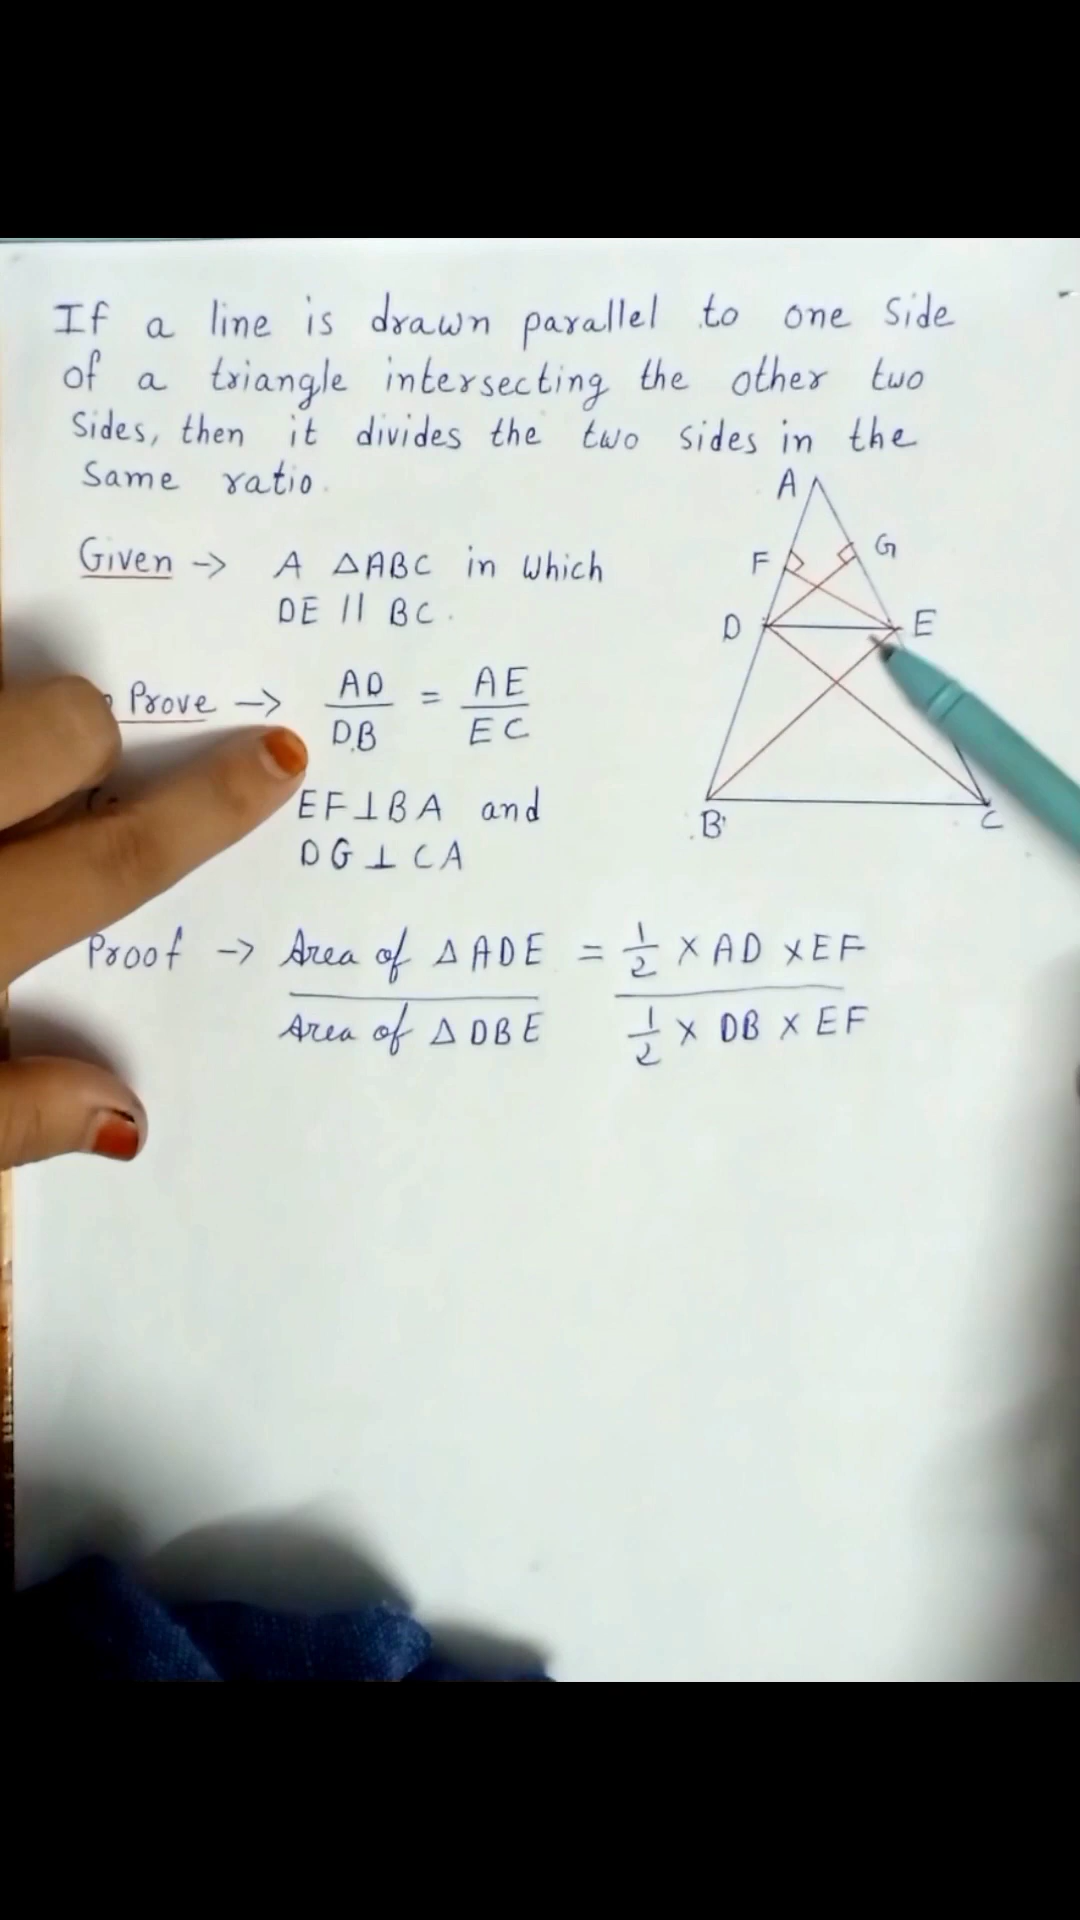 If a line is drawn parallel to one side
of a triangle intersecting the other two
sides, then it divides the two sides in the
same ratio.
Given → A △ABC in which
DE || BC.
Prove → AD/DB = AE/EC
EF⊥BA and
DG⊥CA
Proof → Area of △ADE = 1/2 × AD × EF
Area of △DBE 1/2 × DB × EF
A
F
G
D
E
B
C